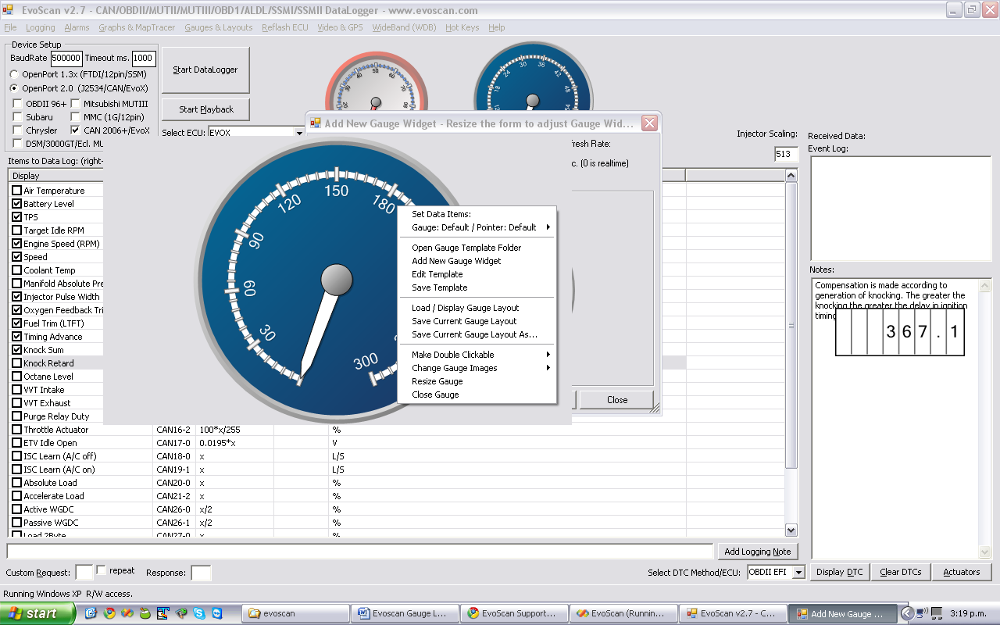 EvoScan v2.7 - CAN/OBDII/MUTII/MUTIII/OBD1/ALDL/SSMI/SSMII DataLogger - www.evoscan.com
File Logging Alarms Graphs & MapTracer Gauges & Layouts Reflash ECU Video & GPS WideBand (WDB) Hot Keys Help
Device Setup
BaudRate 500000 Timeout ms. 1000
OpenPort 1.3x (FTDI/12pin/SSM)
OpenPort 2.0 (J2534/CAN/EvoX)
OBDII 96+ Mitsubishi MUTIII
Subaru MMC (1G/12pin)
Chrysler CAN 2006+/EvoX
DSM/3000GT/Ecl. MU
Start DataLogger
Start Playback
Select ECU: EVOX
30 40 50 60 70 80
12 18 24 30 36 42 48
Add New Gauge Widget - Resize the form to adjust Gauge Wid...
fresh Rate:
c. (0 is realtime)
Close
Injector Scaling:
513
Received Data:
Event Log:
Items to Data Log: (right-
Display
Air Temperature
Battery Level
TPS
Target Idle RPM
Engine Speed (RPM)
Speed
Coolant Temp
Manifold Absolute Pre
Injector Pulse Width
Oxygen Feedback Tri
Fuel Trim (LTFT)
Timing Advance
Knock Sum
Knock Retard
Octane Level
VVT Intake
VVT Exhaust
Purge Relay Duty
Throttle Actuator CAN16-2 100*x/255 %
ETV Idle Open CAN17-0 0.0195*x V
ISC Learn (A/C off) CAN18-0 x L/S
ISC Learn (A/C on) CAN19-1 x L/S
Absolute Load CAN20-0 x %
Accelerate Load CAN21-2 x %
Active WGDC CAN26-0 x/2 %
Passive WGDC CAN26-1 x/2 %
Load 2Byte CAN27-0 x %
30 60 90 120 150 180 300
Set Data Items:
Gauge: Default / Pointer: Default
Open Gauge Template Folder
Add New Gauge Widget
Edit Template
Save Template
Load / Display Gauge Layout
Save Current Gauge Layout
Save Current Gauge Layout As...
Make Double Clickable
Change Gauge Images
Resize Gauge
Close Gauge
Notes:
Compensation is made according to
generation of knocking. The greater the
knocking the greater the delay in ignition
timing
367.1
Add Logging Note
Custom Request: repeat Response:
Select DTC Method/ECU: OBDII EFI Display DTC Clear DTCs Actuators
Running Windows XP R/W access.
start evoscan Evoscan Gauge L... EvoScan Support... EvoScan (Runnin... EvoScan v2.7 - C... Add New Gauge ... 3:19 p.m.